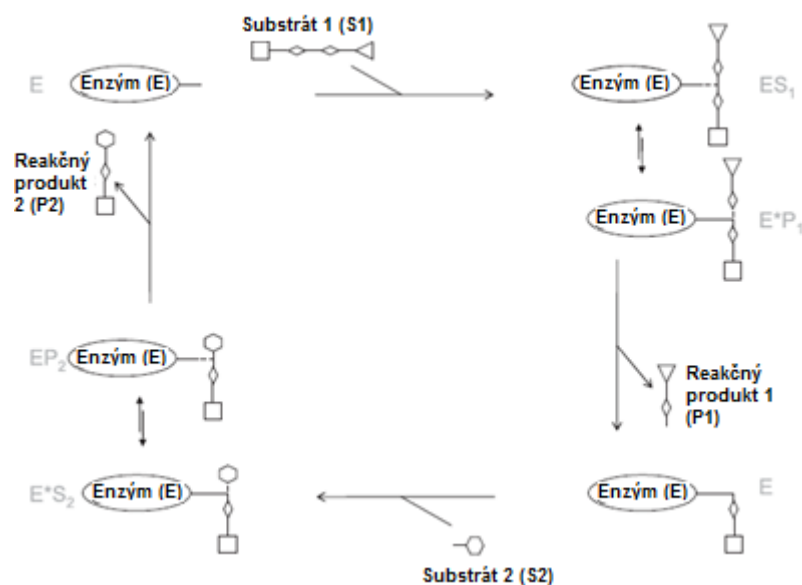 Substrát 1 (S1)
E
Enzým (E)
Enzým (E)
ES1
Reakčný
produkt
2 (P2)
Enzým (E)
E*P1
EP2
Enzým (E)
Reakčný
produkt 1
(P1)
E*S2
Enzým (E)
Enzým (E)
E
Substrát 2 (S2)